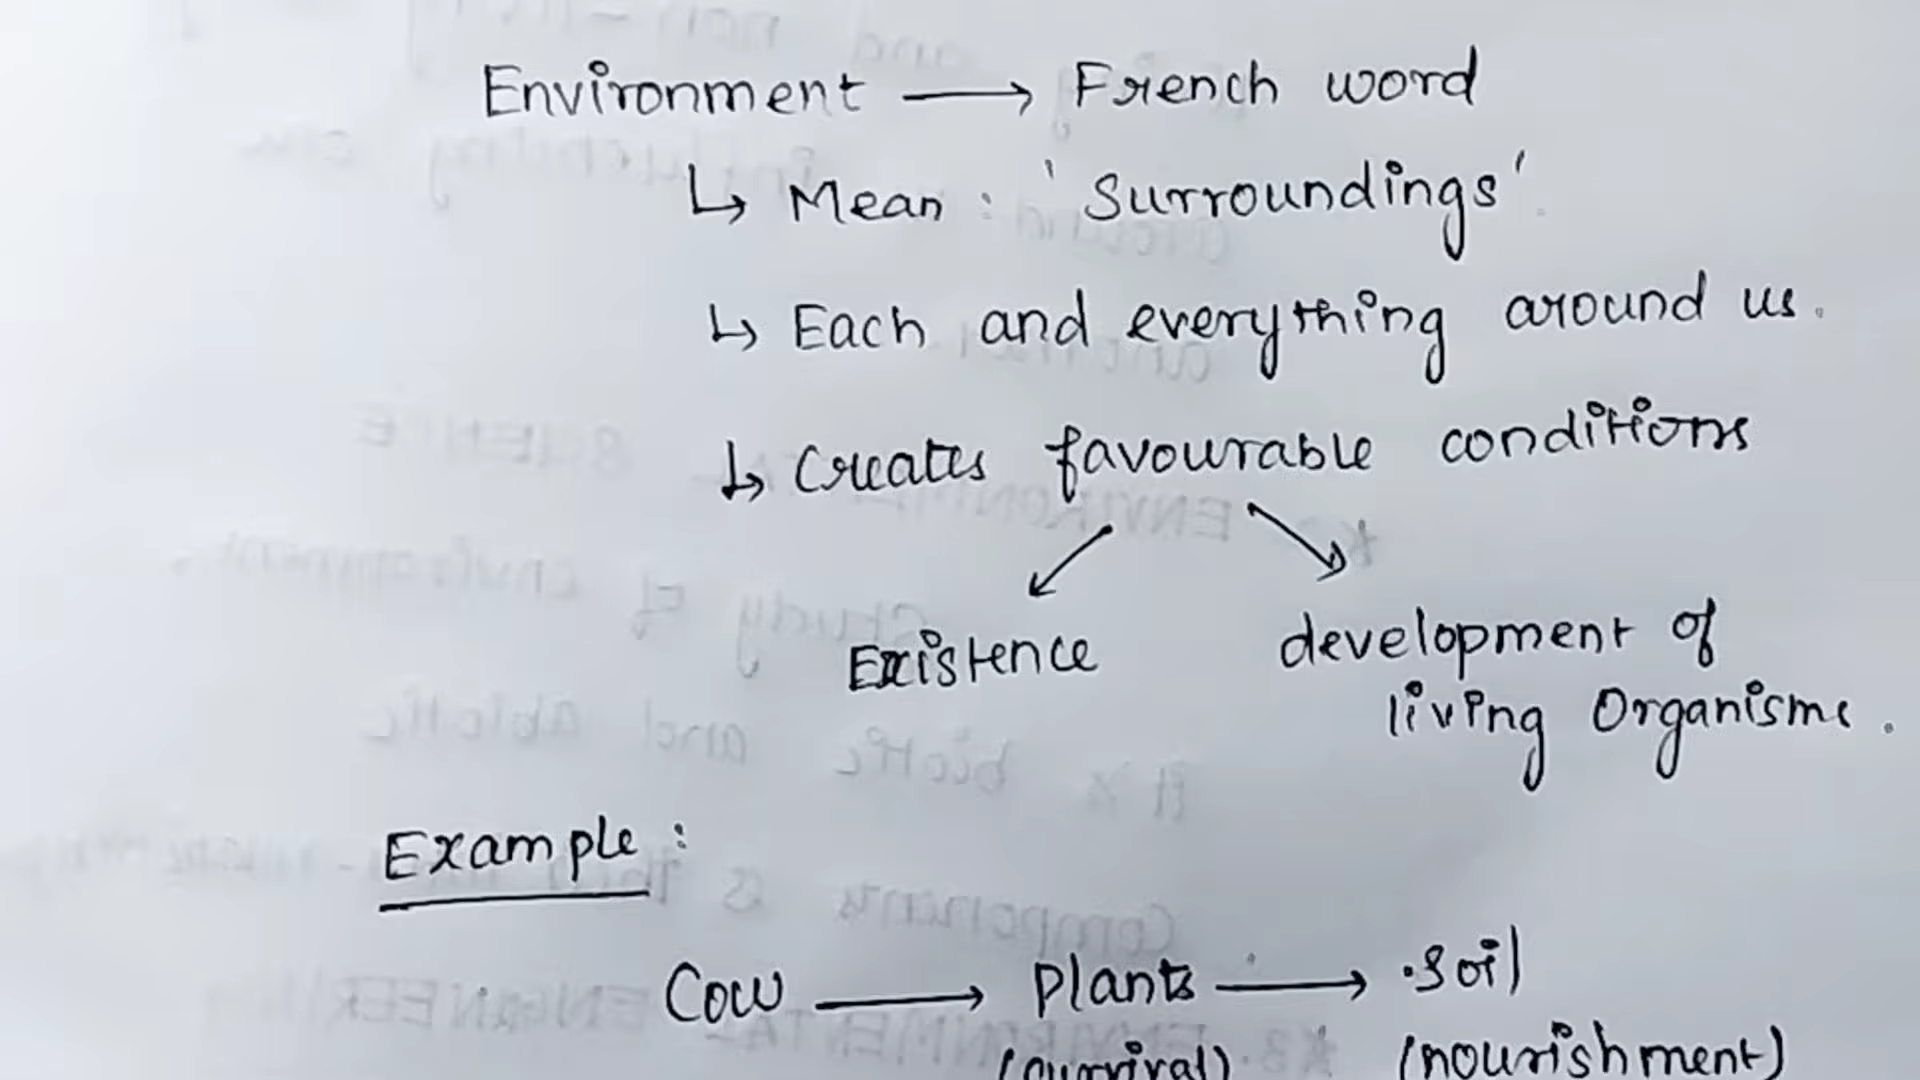 Environment → French word
↳ Mean : 'Surroundings'
↳ Each and everything around us.
↳ Creates favourable conditions
Existence
development of
living Organisms.
Example :
Cow → Plants → soil
(survival) (nourishment)